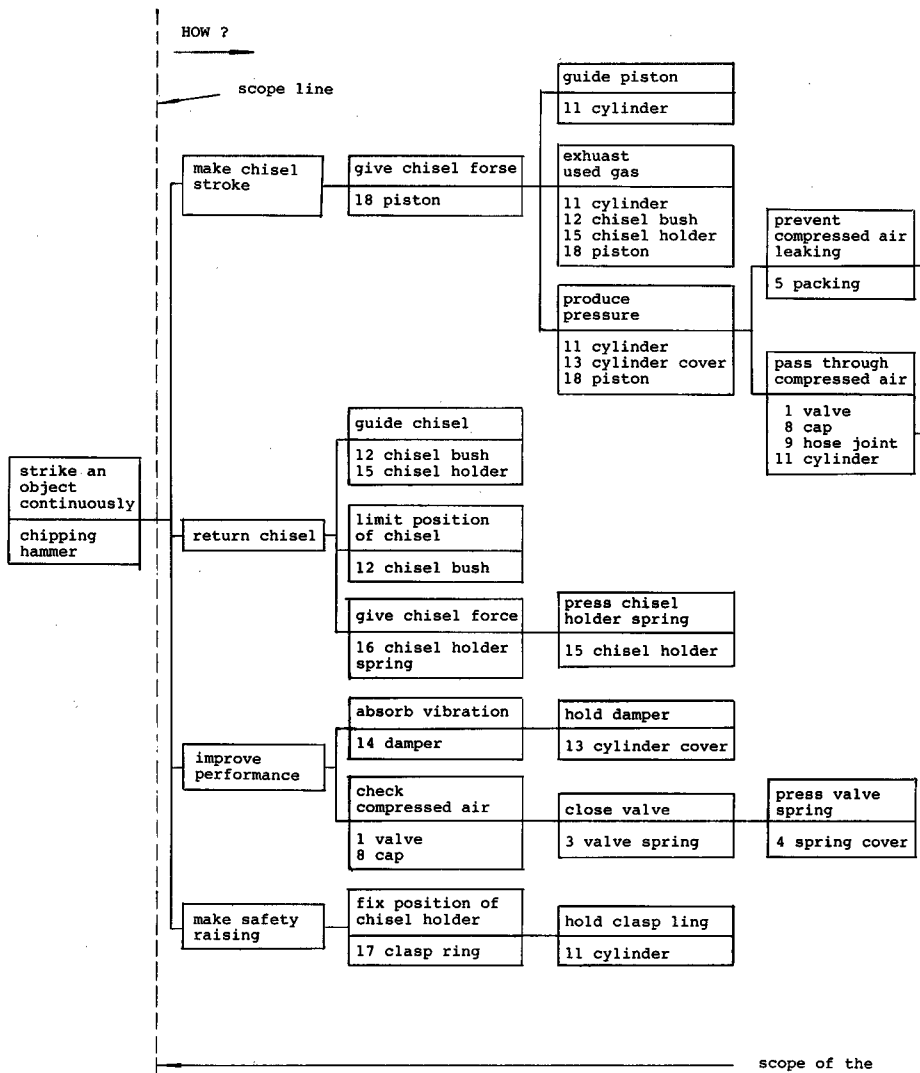 HOW ?
scope line
guide piston
11 cylinder
make chisel
stroke
give chisel forse
18 piston
exhuast
used gas
11 cylinder
12 chisel bush
15 chisel holder
18 piston
prevent
compressed air
leaking
5 packing
produce
pressure
11 cylinder
13 cylinder cover
18 piston
pass through
compressed air
1 valve
8 cap
9 hose joint
11 cylinder
strike an
object
continuously
chipping
hammer
return chisel
guide chisel
12 chisel bush
15 chisel holder
limit position
of chisel
12 chisel bush
give chisel force
16 chisel holder
spring
press chisel
holder spring
15 chisel holder
improve
performance
absorb vibration
14 damper
hold damper
13 cylinder cover
check
compressed air
1 valve
8 cap
close valve
3 valve spring
press valve
spring
4 spring cover
make safety
raising
fix position of
chisel holder
17 clasp ring
hold clasp ling
11 cylinder
scope of the